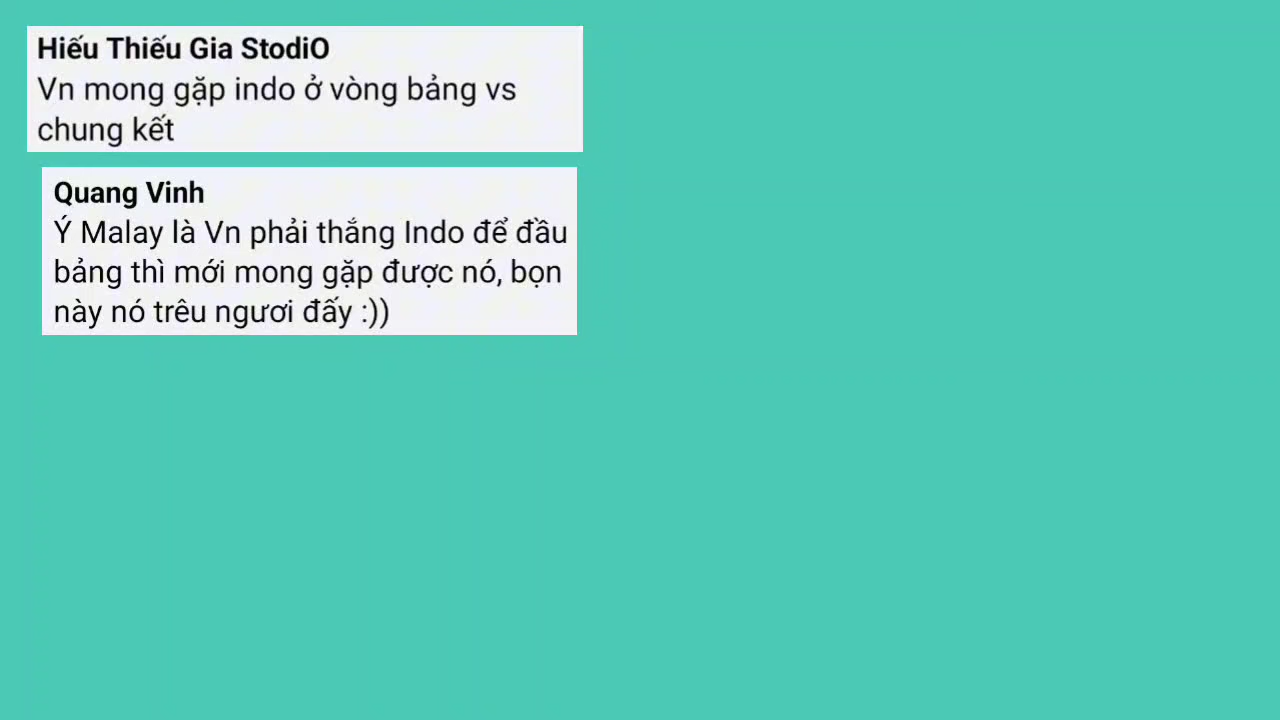 Hiếu Thiếu Gia StodiO
Vn mong gặp indo ở vòng bảng vs
chung kết
Quang Vinh
Ý Malay là Vn phải thắng Indo để đầu
bảng thì mới mong gặp được nó, bọn
này nó trêu ngươi đấy :))